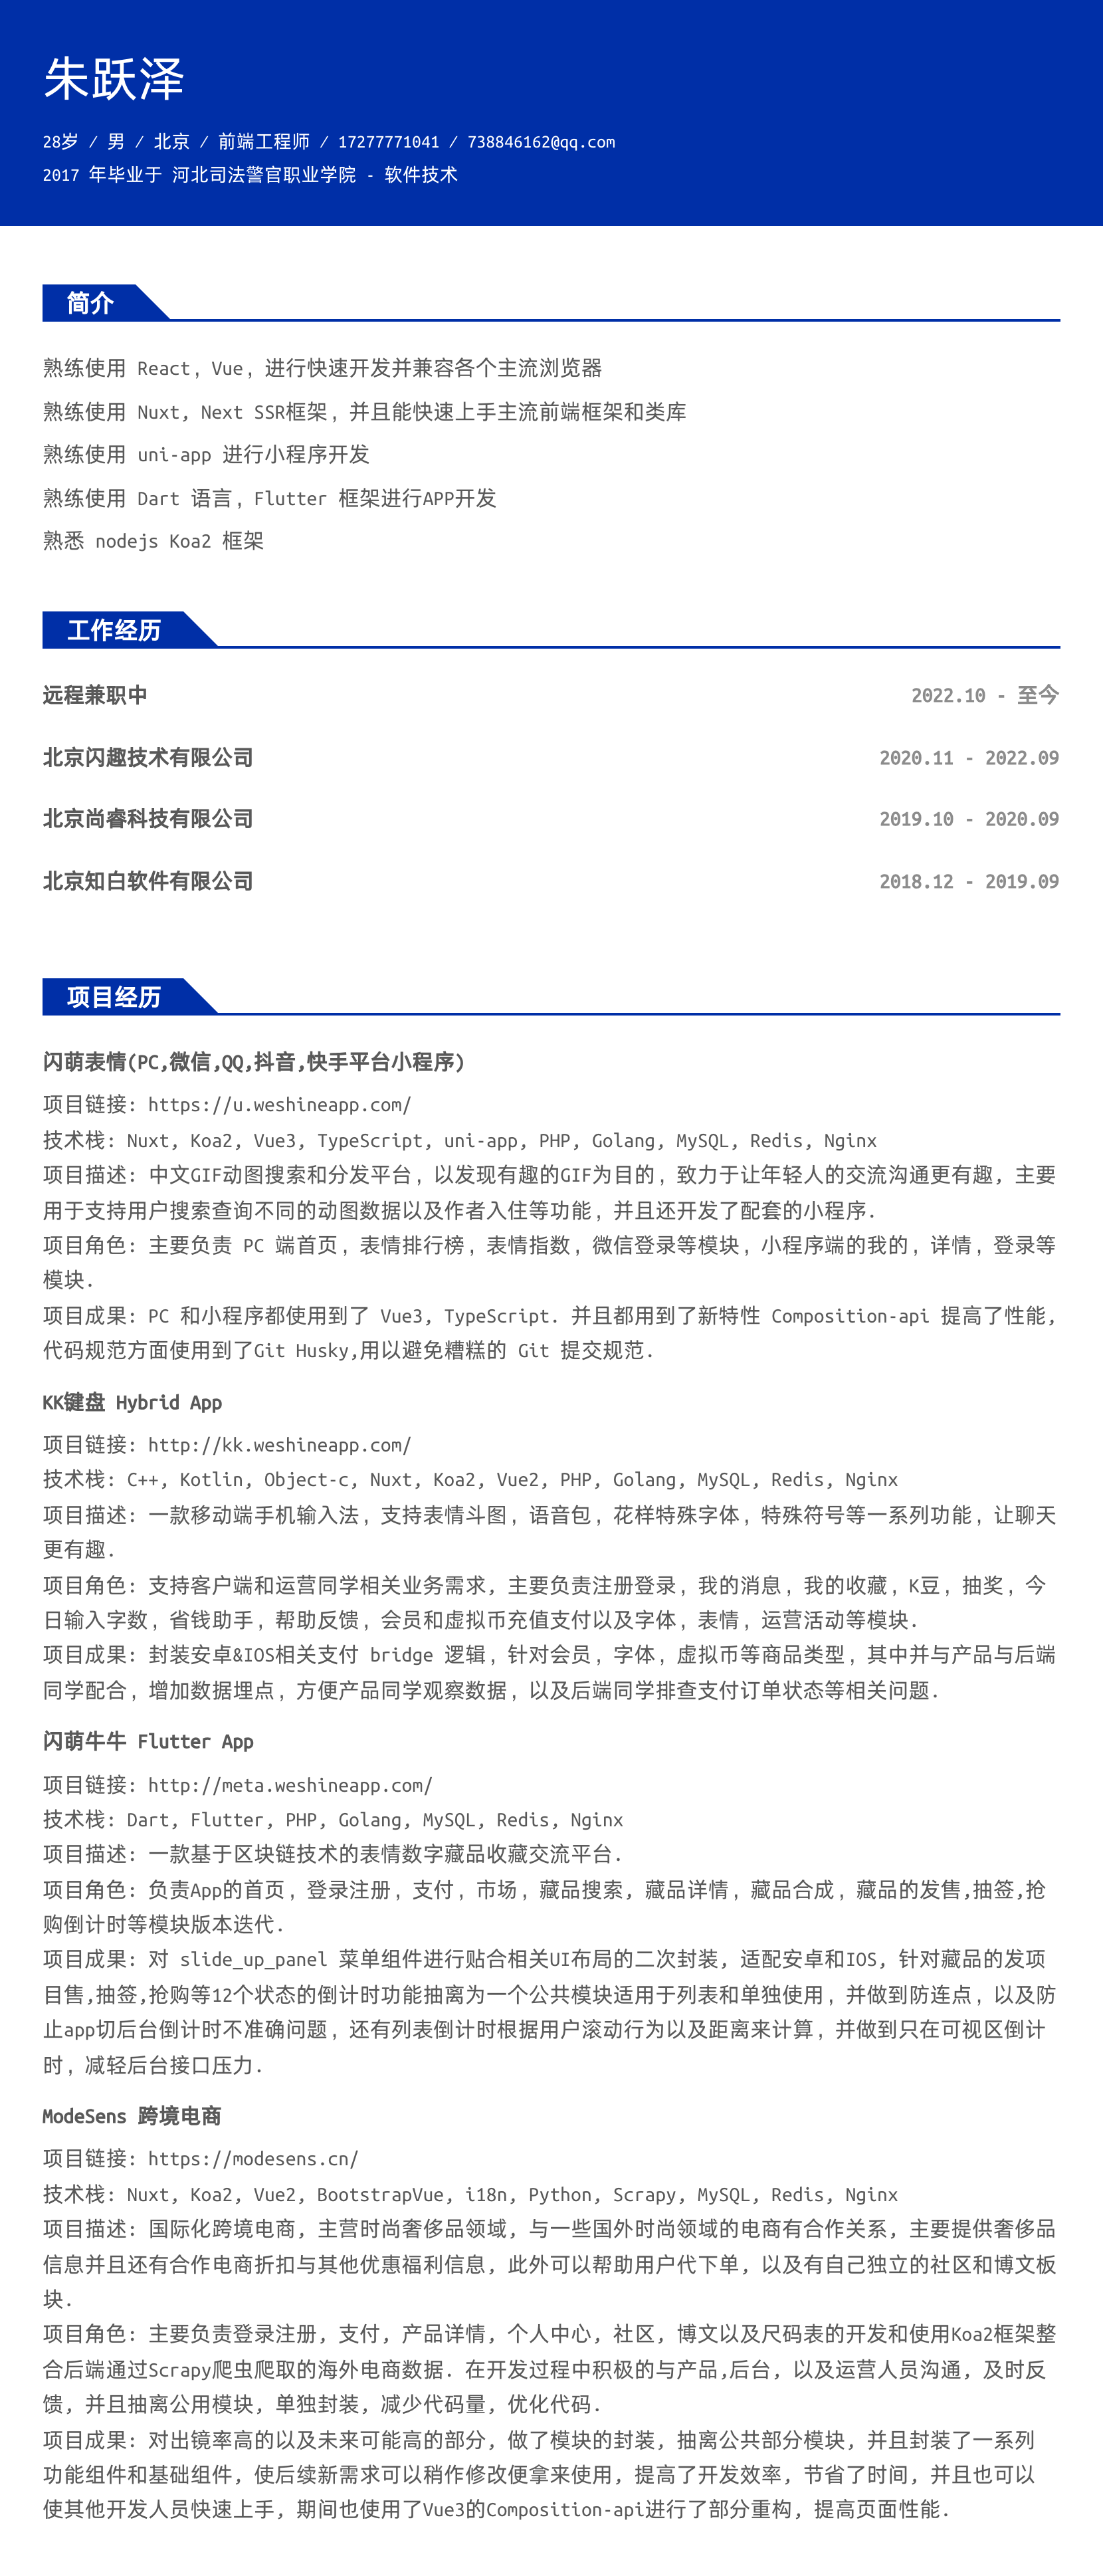 朱跃泽
28岁 / 男 / 北京 / 前端工程师 / 17277771041 / 738846162@qq.com
2017 年毕业于 河北司法警官职业学院 - 软件技术
简介
熟练使用 React, Vue, 进行快速开发并兼容各个主流浏览器
熟练使用 Nuxt, Next SSR框架, 并且能快速上手主流前端框架和类库
熟练使用 uni-app 进行小程序开发
熟练使用 Dart 语言, Flutter 框架进行APP开发
熟悉 nodejs Koa2 框架
工作经历
远程兼职中 2022.10 - 至今
北京闪趣技术有限公司 2020.11 - 2022.09
北京尚睿科技有限公司 2019.10 - 2020.09
北京知白软件有限公司 2018.12 - 2019.09
项目经历
闪萌表情(PC,微信,QQ,抖音,快手平台小程序)
项目链接: https://u.weshineapp.com/
技术栈: Nuxt, Koa2, Vue3, TypeScript, uni-app, PHP, Golang, MySQL, Redis, Nginx
项目描述: 中文GIF动图搜索和分发平台, 以发现有趣的GIF为目的, 致力于让年轻人的交流沟通更有趣, 主要
用于支持用户搜索查询不同的动图数据以及作者入住等功能, 并且还开发了配套的小程序.
项目角色: 主要负责 PC 端首页, 表情排行榜, 表情指数, 微信登录等模块, 小程序端的我的, 详情, 登录等
模块.
项目成果: PC 和小程序都使用到了 Vue3, TypeScript. 并且都用到了新特性 Composition-api 提高了性能,
代码规范方面使用到了Git Husky,用以避免糟糕的 Git 提交规范.
KK键盘 Hybrid App
项目链接: http://kk.weshineapp.com/
技术栈: C++, Kotlin, Object-c, Nuxt, Koa2, Vue2, PHP, Golang, MySQL, Redis, Nginx
项目描述: 一款移动端手机输入法, 支持表情斗图, 语音包, 花样特殊字体, 特殊符号等一系列功能, 让聊天
更有趣.
项目角色: 支持客户端和运营同学相关业务需求, 主要负责注册登录, 我的消息, 我的收藏, K豆, 抽奖, 今
日输入字数, 省钱助手, 帮助反馈, 会员和虚拟币充值支付以及字体, 表情, 运营活动等模块.
项目成果: 封装安卓&IOS相关支付 bridge 逻辑, 针对会员, 字体, 虚拟币等商品类型, 其中并与产品与后端
同学配合, 增加数据埋点, 方便产品同学观察数据, 以及后端同学排查支付订单状态等相关问题.
闪萌牛牛 Flutter App
项目链接: http://meta.weshineapp.com/
技术栈: Dart, Flutter, PHP, Golang, MySQL, Redis, Nginx
项目描述: 一款基于区块链技术的表情数字藏品收藏交流平台.
项目角色: 负责App的首页, 登录注册, 支付, 市场, 藏品搜索, 藏品详情, 藏品合成, 藏品的发售,抽签,抢
购倒计时等模块版本迭代.
项目成果: 对 slide_up_panel 菜单组件进行贴合相关UI布局的二次封装, 适配安卓和IOS, 针对藏品的发项
目售,抽签,抢购等12个状态的倒计时功能抽离为一个公共模块适用于列表和单独使用, 并做到防连点, 以及防
止app切后台倒计时不准确问题, 还有列表倒计时根据用户滚动行为以及距离来计算, 并做到只在可视区倒计
时, 减轻后台接口压力.
ModeSens 跨境电商
项目链接: https://modesens.cn/
技术栈: Nuxt, Koa2, Vue2, BootstrapVue, i18n, Python, Scrapy, MySQL, Redis, Nginx
项目描述: 国际化跨境电商, 主营时尚奢侈品领域, 与一些国外时尚领域的电商有合作关系, 主要提供奢侈品
信息并且还有合作电商折扣与其他优惠福利信息, 此外可以帮助用户代下单, 以及有自己独立的社区和博文板
块.
项目角色: 主要负责登录注册, 支付, 产品详情, 个人中心, 社区, 博文以及尺码表的开发和使用Koa2框架整
合后端通过Scrapy爬虫爬取的海外电商数据. 在开发过程中积极的与产品,后台, 以及运营人员沟通, 及时反
馈, 并且抽离公用模块, 单独封装, 减少代码量, 优化代码.
项目成果: 对出镜率高的以及未来可能高的部分, 做了模块的封装, 抽离公共部分模块, 并且封装了一系列
功能组件和基础组件, 使后续新需求可以稍作修改便拿来使用, 提高了开发效率, 节省了时间, 并且也可以
使其他开发人员快速上手, 期间也使用了Vue3的Composition-api进行了部分重构, 提高页面性能.